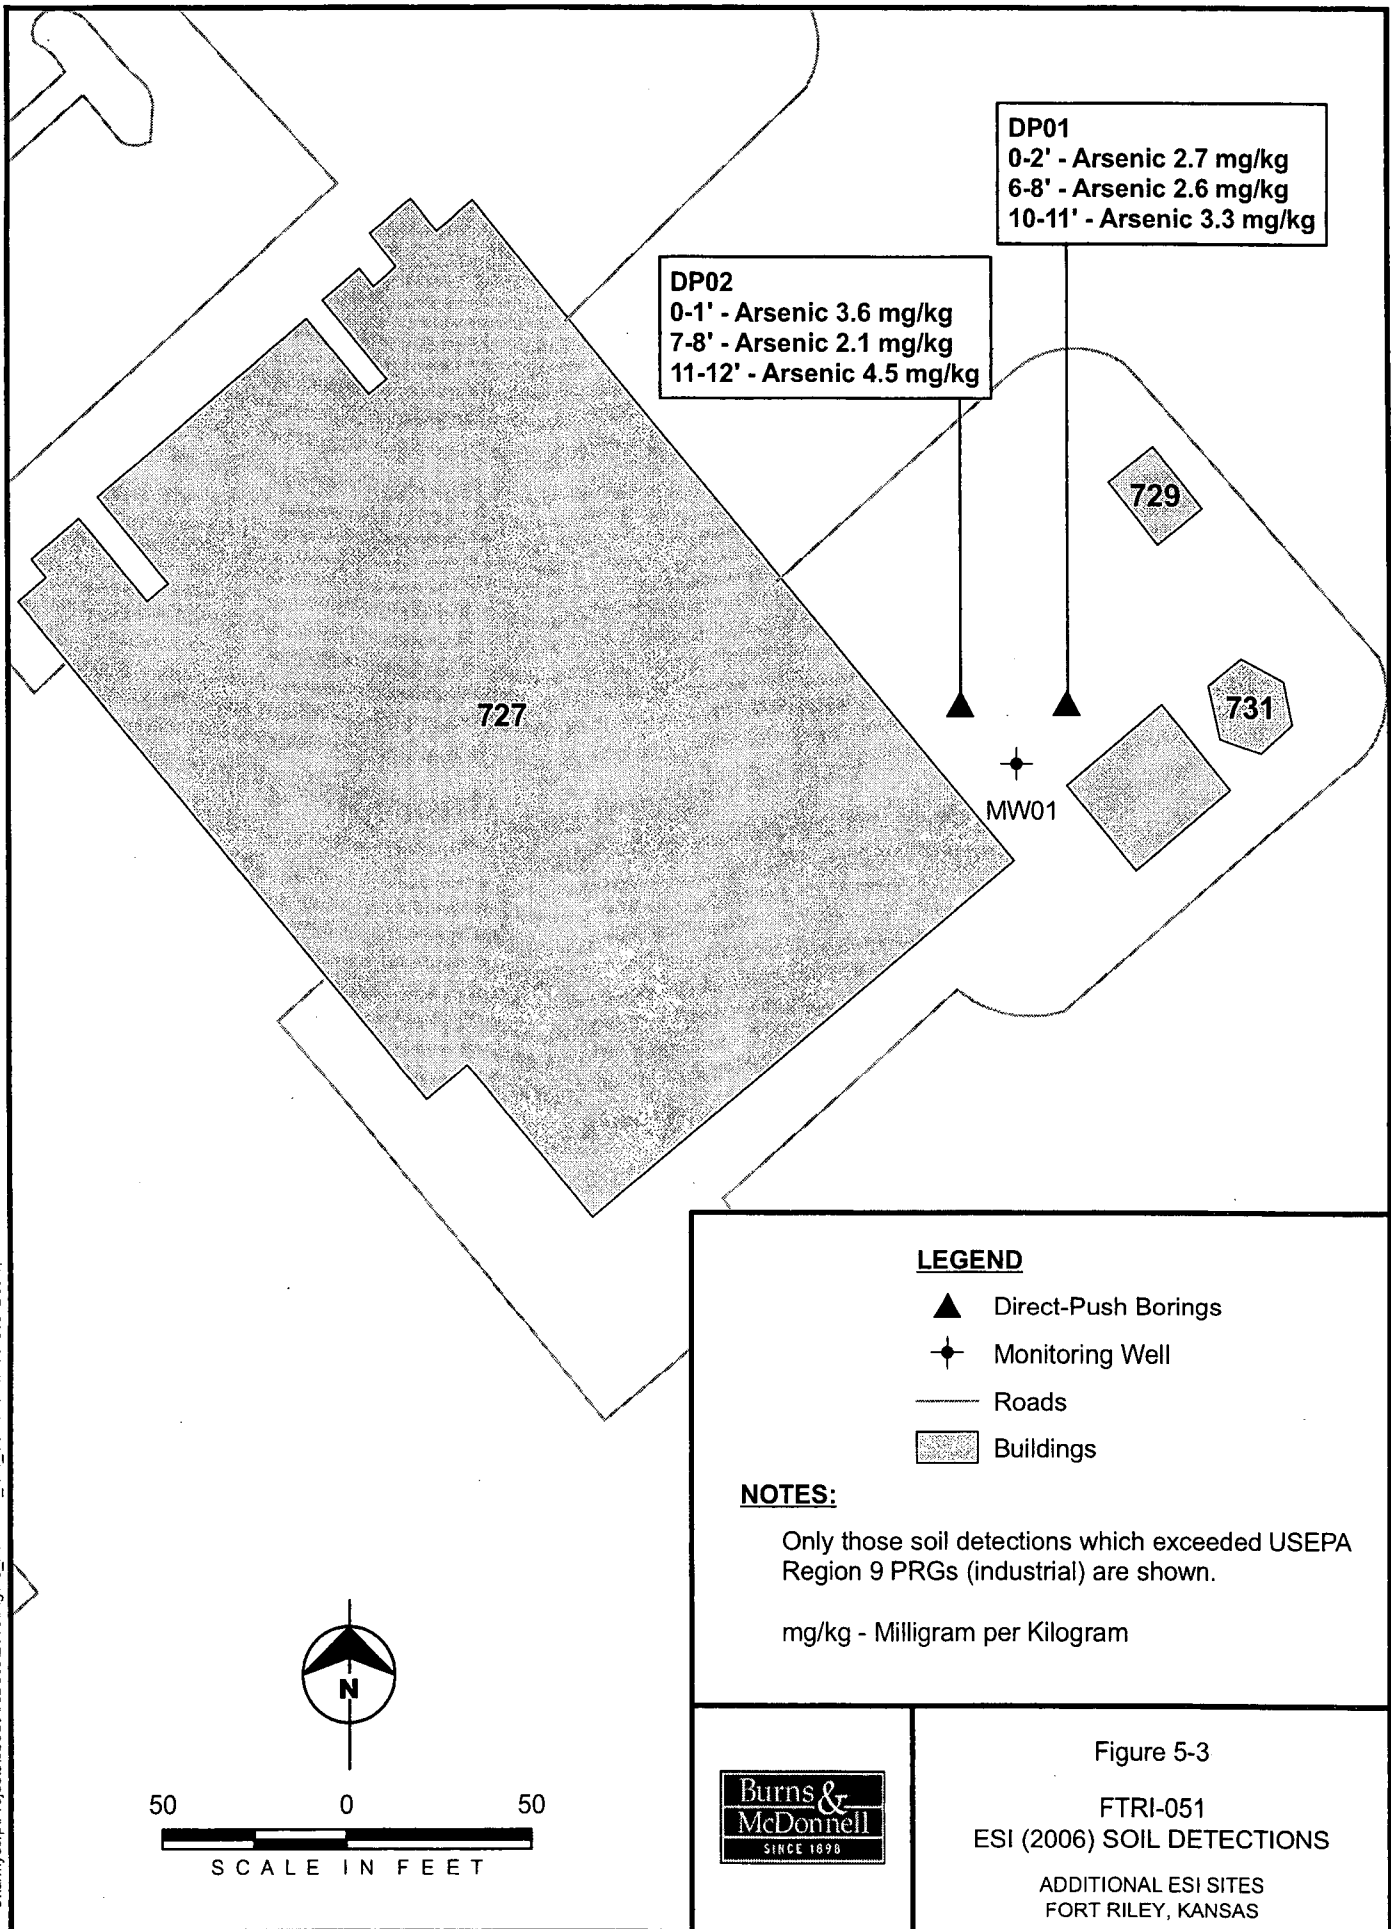 DP01
0-2' - Arsenic 2.7 mg/kg
6-8' - Arsenic 2.6 mg/kg
10-11' - Arsenic 3.3 mg/kg
DP02
0-1' - Arsenic 3.6 mg/kg
7-8' - Arsenic 2.1 mg/kg
11-12' - Arsenic 4.5 mg/kg
729
731
727
MW01
LEGEND
Direct-Push Borings
Monitoring Well
Roads
Buildings
NOTES:
Only those soil detections which exceeded USEPA
Region 9 PRGs (industrial) are shown.
mg/kg - Milligram per Kilogram
N
50 0 50
SCALE IN FEET
Burns &
McDonnell
SINCE 1898
Figure 5-3
FTRI-051
ESI (2006) SOIL DETECTIONS
ADDITIONAL ESI SITES
FORT RILEY, KANSAS